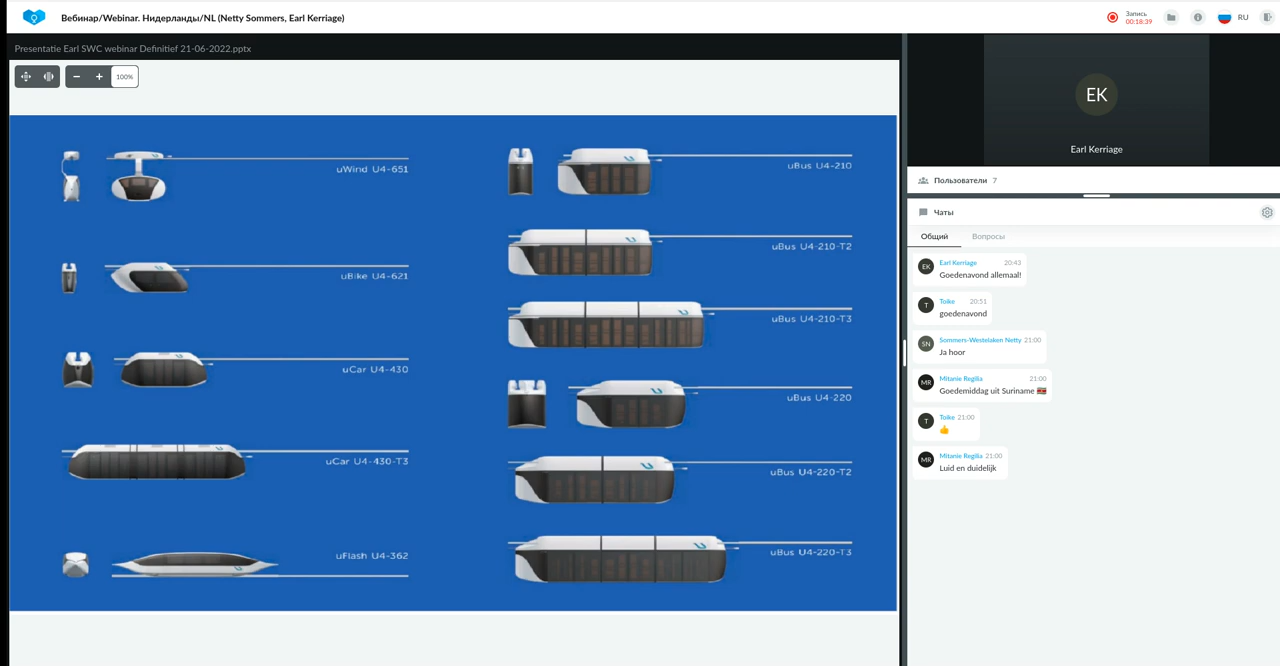 Вебинар/Webinar. Нидерланды/NL (Netty Sommers, Earl Kerriage)
Запись
00:18:39
RU
Presentatie Earl SWC webinar Definitief 21-06-2022.pptx
100%
uWind U4-651
uBike U4-621
uCar U4-430
uCar U4-430-T3
uFlash U4-362
uBus U4-210
uBus U4-210-T2
uBus U4-210-T3
uBus U4-220
uBus U4-220-T2
uBus U4-220-T3
EK
Earl Kerriage
Пользователи 7
Чаты
Общий Вопросы
EK
Earl Kerriage 20:43
Goedenavond allemaal!
T
Toike 20:51
goedenavond
SN
Sommers-Westelaken Netty 21:00
Ja hoor
MR
Mitanie Regilia 21:00
Goedemiddag uit Suriname 🇸🇷
T
Toike 21:00
👍
MR
Mitanie Regilia 21:00
Luid en duidelijk